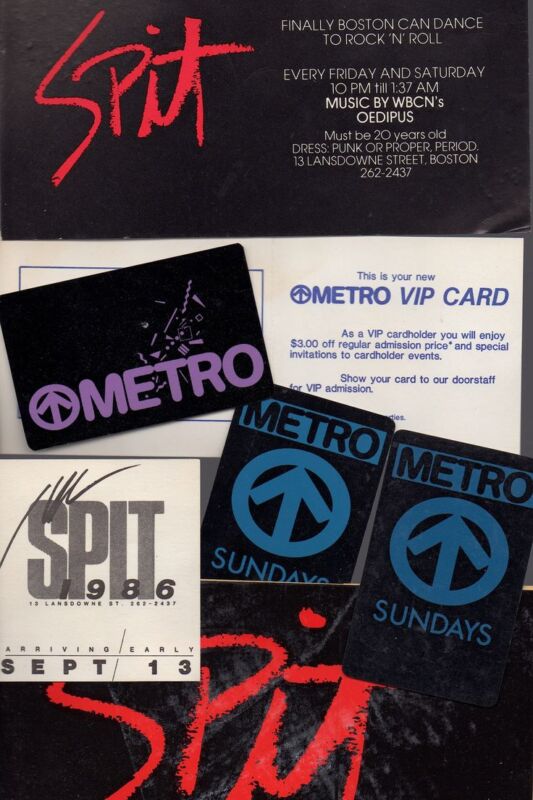 Spit
FINALLY BOSTON CAN DANCE
TO ROCK 'N' ROLL
EVERY FRIDAY AND SATURDAY
10 PM till 1:37 AM
MUSIC BY WBCN's
OEDIPUS
Must be 20 years old
DRESS: PUNK OR PROPER, PERIOD.
13 LANSDOWNE STREET, BOSTON
262-2437
This is your new
METRO VIP CARD
As a VIP cardholder you will enjoy
$3.00 off regular admission price* and special
invitations to cardholder events.
Show your card to our doorstaff
for VIP admission.
METRO
METRO
SUNDAYS
METRO
SUNDAYS
SPIT
1986
13 LANSDOWNE ST. 262-2437
ARRIVING/EARLY
SEPT/13
Spit